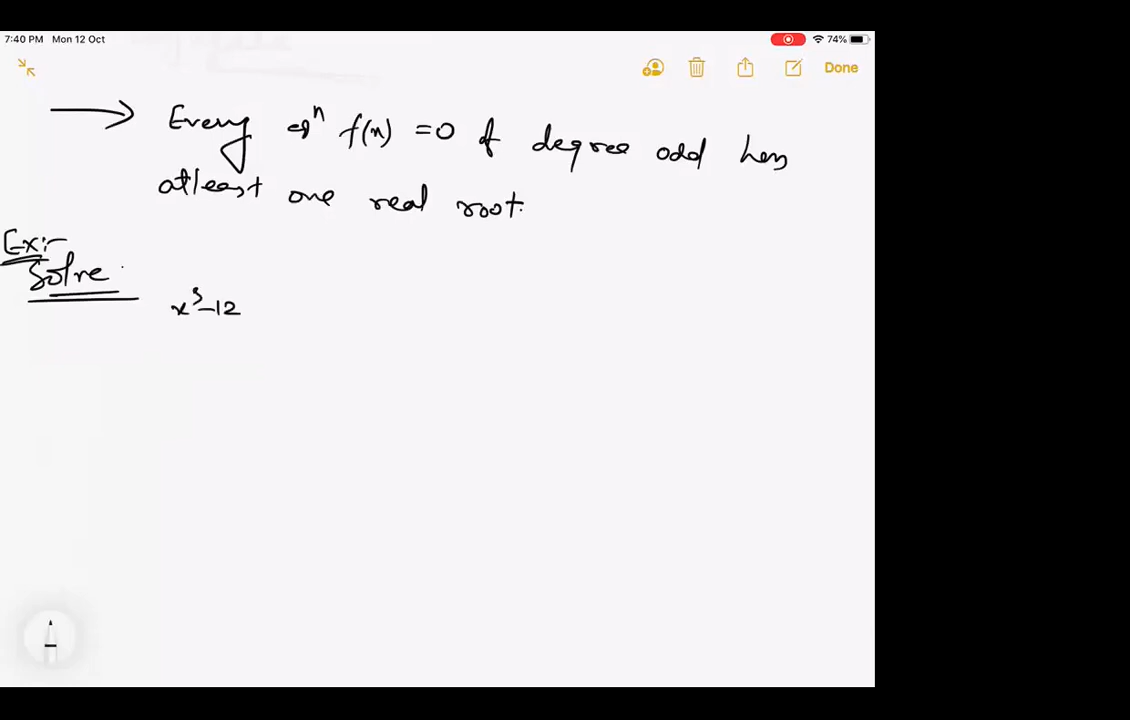 7:40 PM Mon 12 Oct
74%
Done
→ Every eqⁿ f(x) = 0 of degree odd has
atleast one real root.
Ex:-
Solve
x³-12